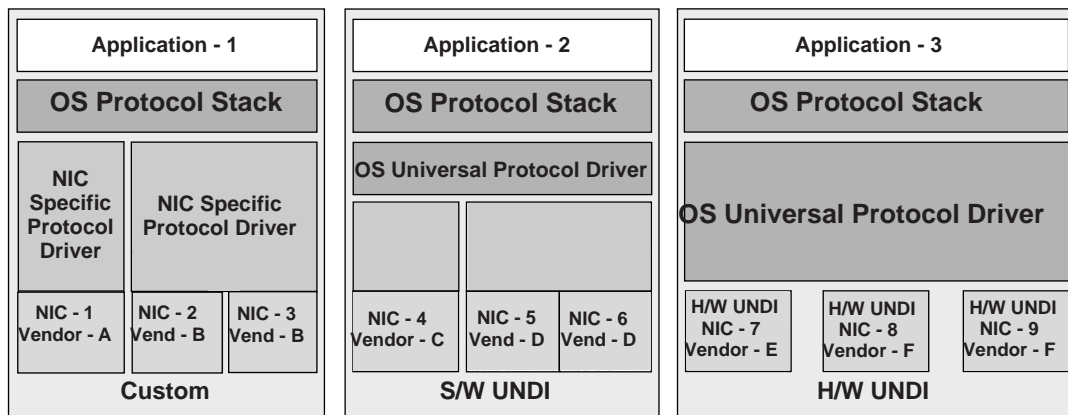 Application - 1
OS Protocol Stack
NIC
Specific
Protocol
Driver
NIC Specific
Protocol Driver
NIC - 1
Vendor - A
NIC - 2
Vend - B
NIC - 3
Vend - B
Custom
Application - 2
OS Protocol Stack
OS Universal Protocol Driver
NIC - 4
Vendor - C
NIC - 5
Vend - D
NIC - 6
Vend - D
S/W UNDI
Application - 3
OS Protocol Stack
OS Universal Protocol Driver
H/W UNDI
NIC - 7
Vendor - E
H/W UNDI
NIC - 8
Vendor - F
H/W UNDI
NIC - 9
Vendor - F
H/W UNDI